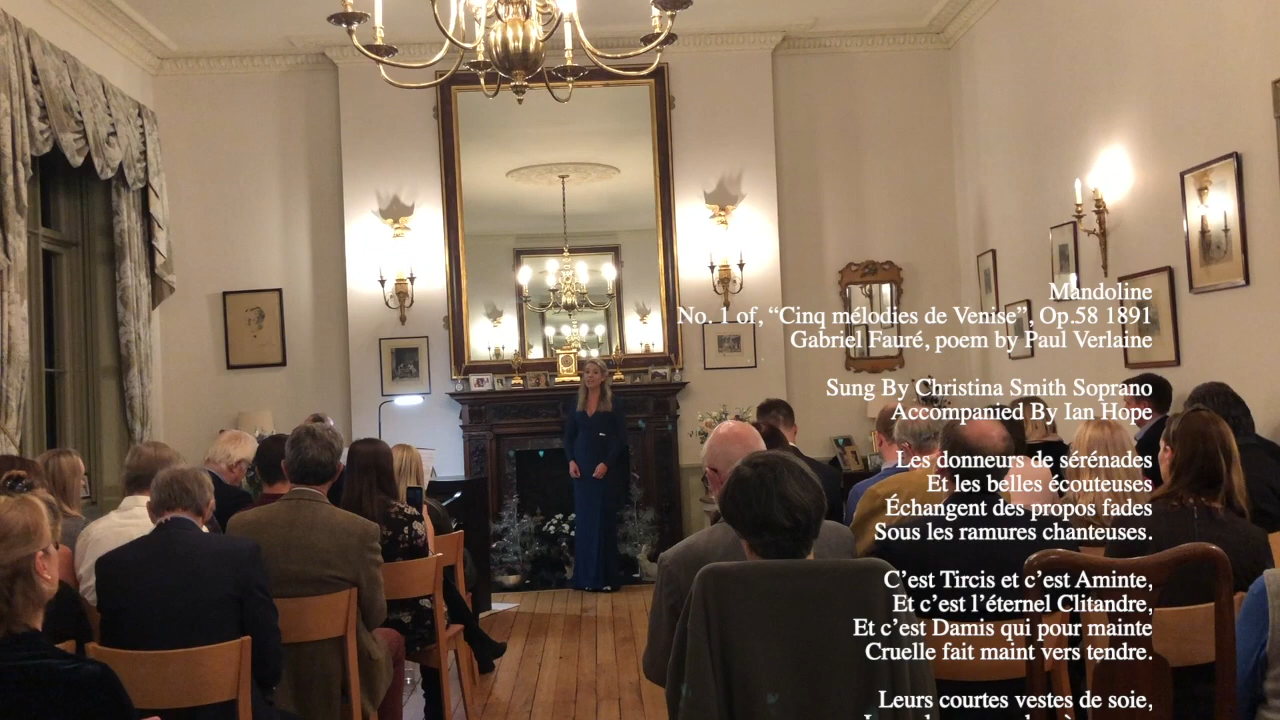 Mandoline
No. 1 of, “Cinq mélodies de Venise”, Op.58 1891
Gabriel Fauré, poem by Paul Verlaine
Sung By Christina Smith Soprano
Accompanied By Ian Hope
Les donneurs de sérénades
Et les belles écouteuses
Échangent des propos fades
Sous les ramures chanteuses.
C’est Tircis et c’est Aminte,
Et c’est l’éternel Clitandre,
Et c’est Damis qui pour mainte
Cruelle fait maint vers tendre.
Leurs courtes vestes de soie,